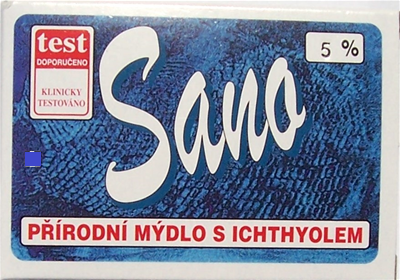 test
DOPORUČENO
KLINICKY
TESTOVÁNO
5 %
Sano
PŘÍRODNÍ MÝDLO S ICHTHYOLEM